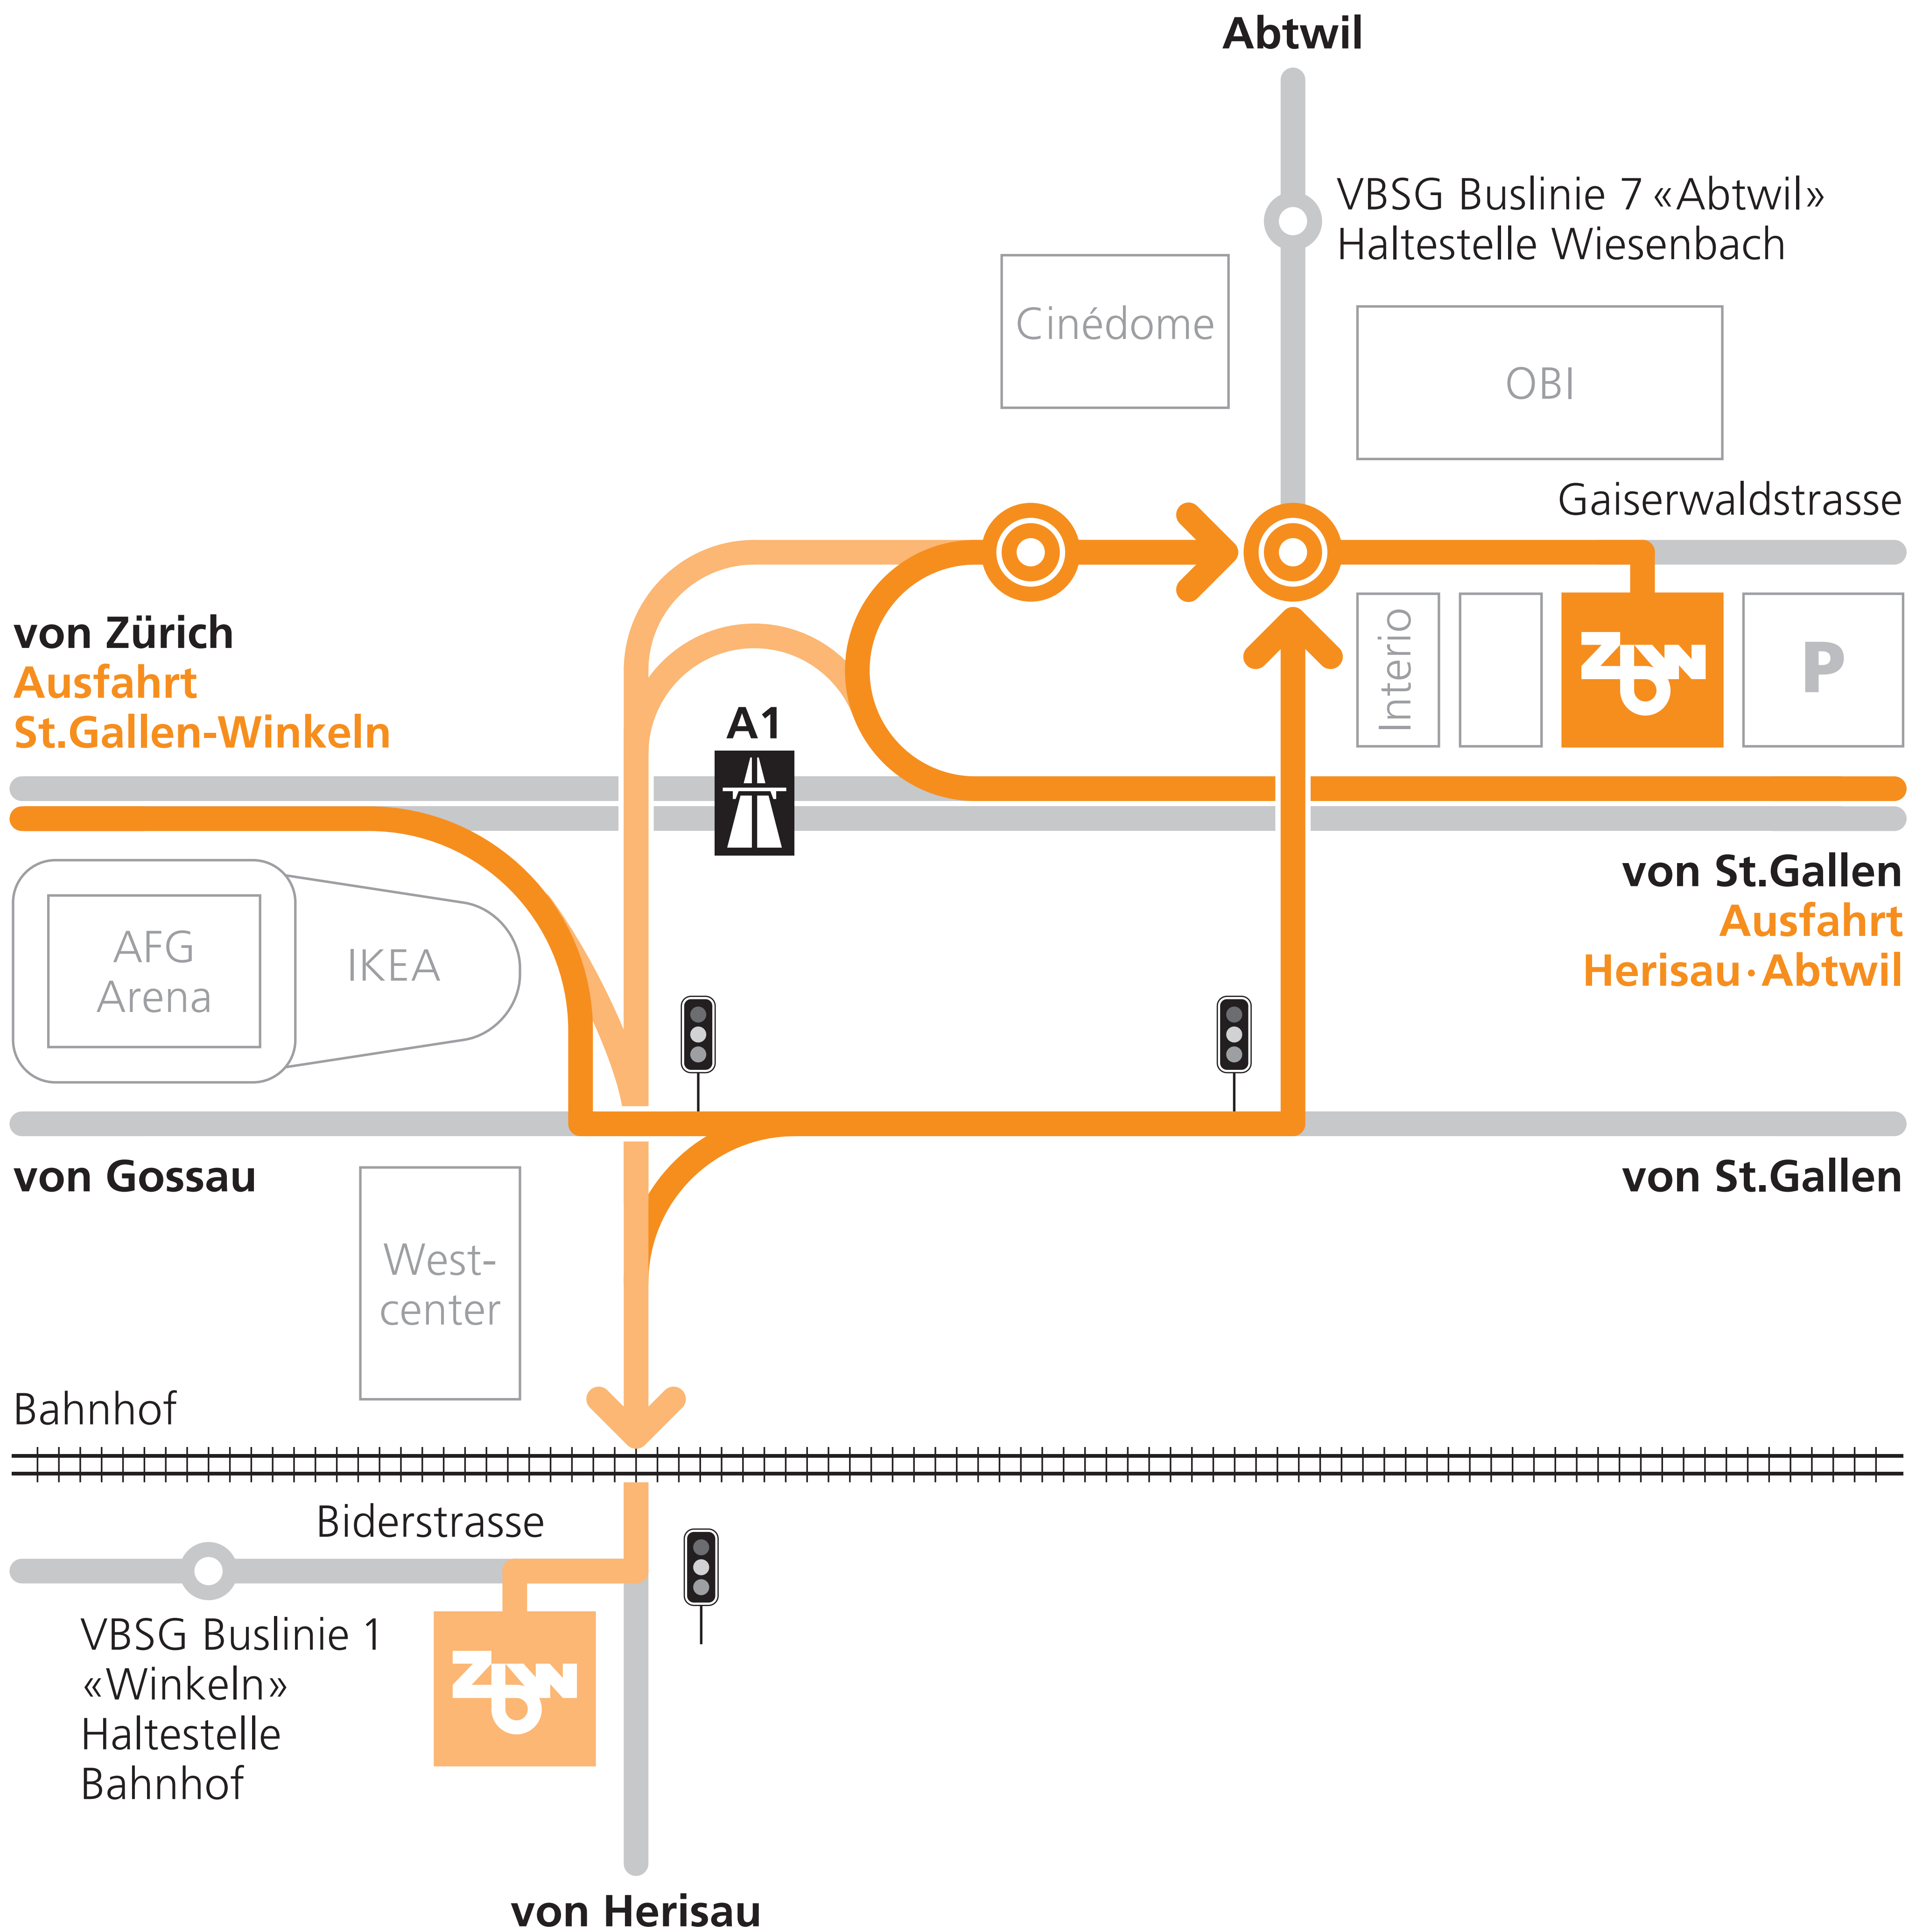 Abtwil
VBSG Buslinie 7 «Abtwil»
Haltestelle Wiesenbach
Cinédome
OBI
Gaiserwaldstrasse
von Zürich
Ausfahrt
St.Gallen-Winkeln
A1
Interio
P
von St.Gallen
Ausfahrt
Herisau·Abtwil
AFG
Arena
IKEA
von Gossau
von St.Gallen
West-
center
Bahnhof
Biderstrasse
VBSG Buslinie 1
«Winkeln»
Haltestelle
Bahnhof
von Herisau